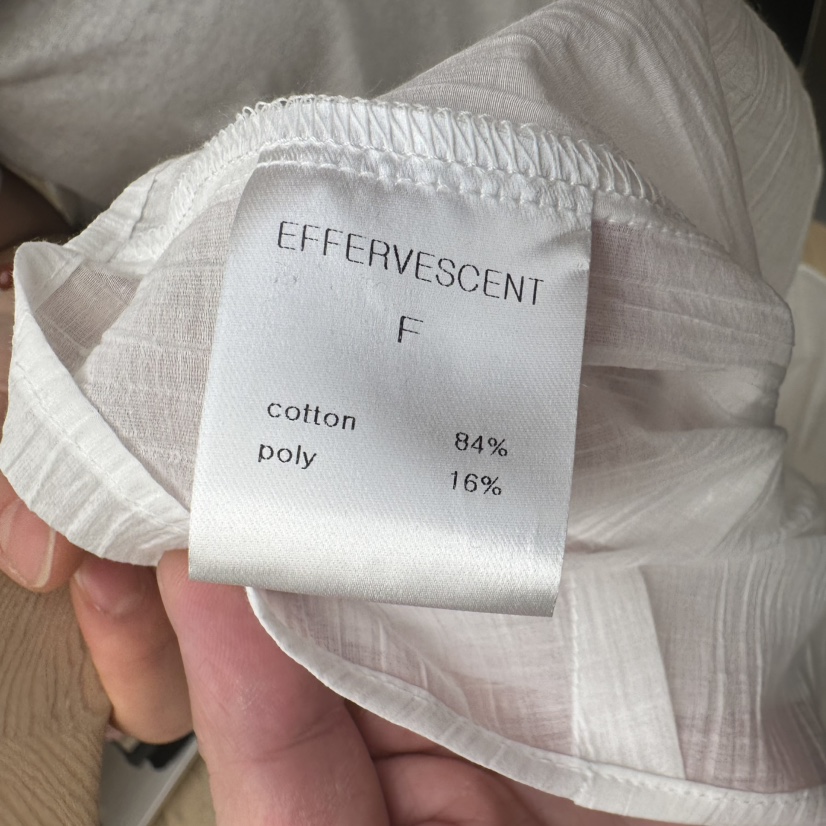 EFFERVESCENT
F
cotton 84%
poly 16%